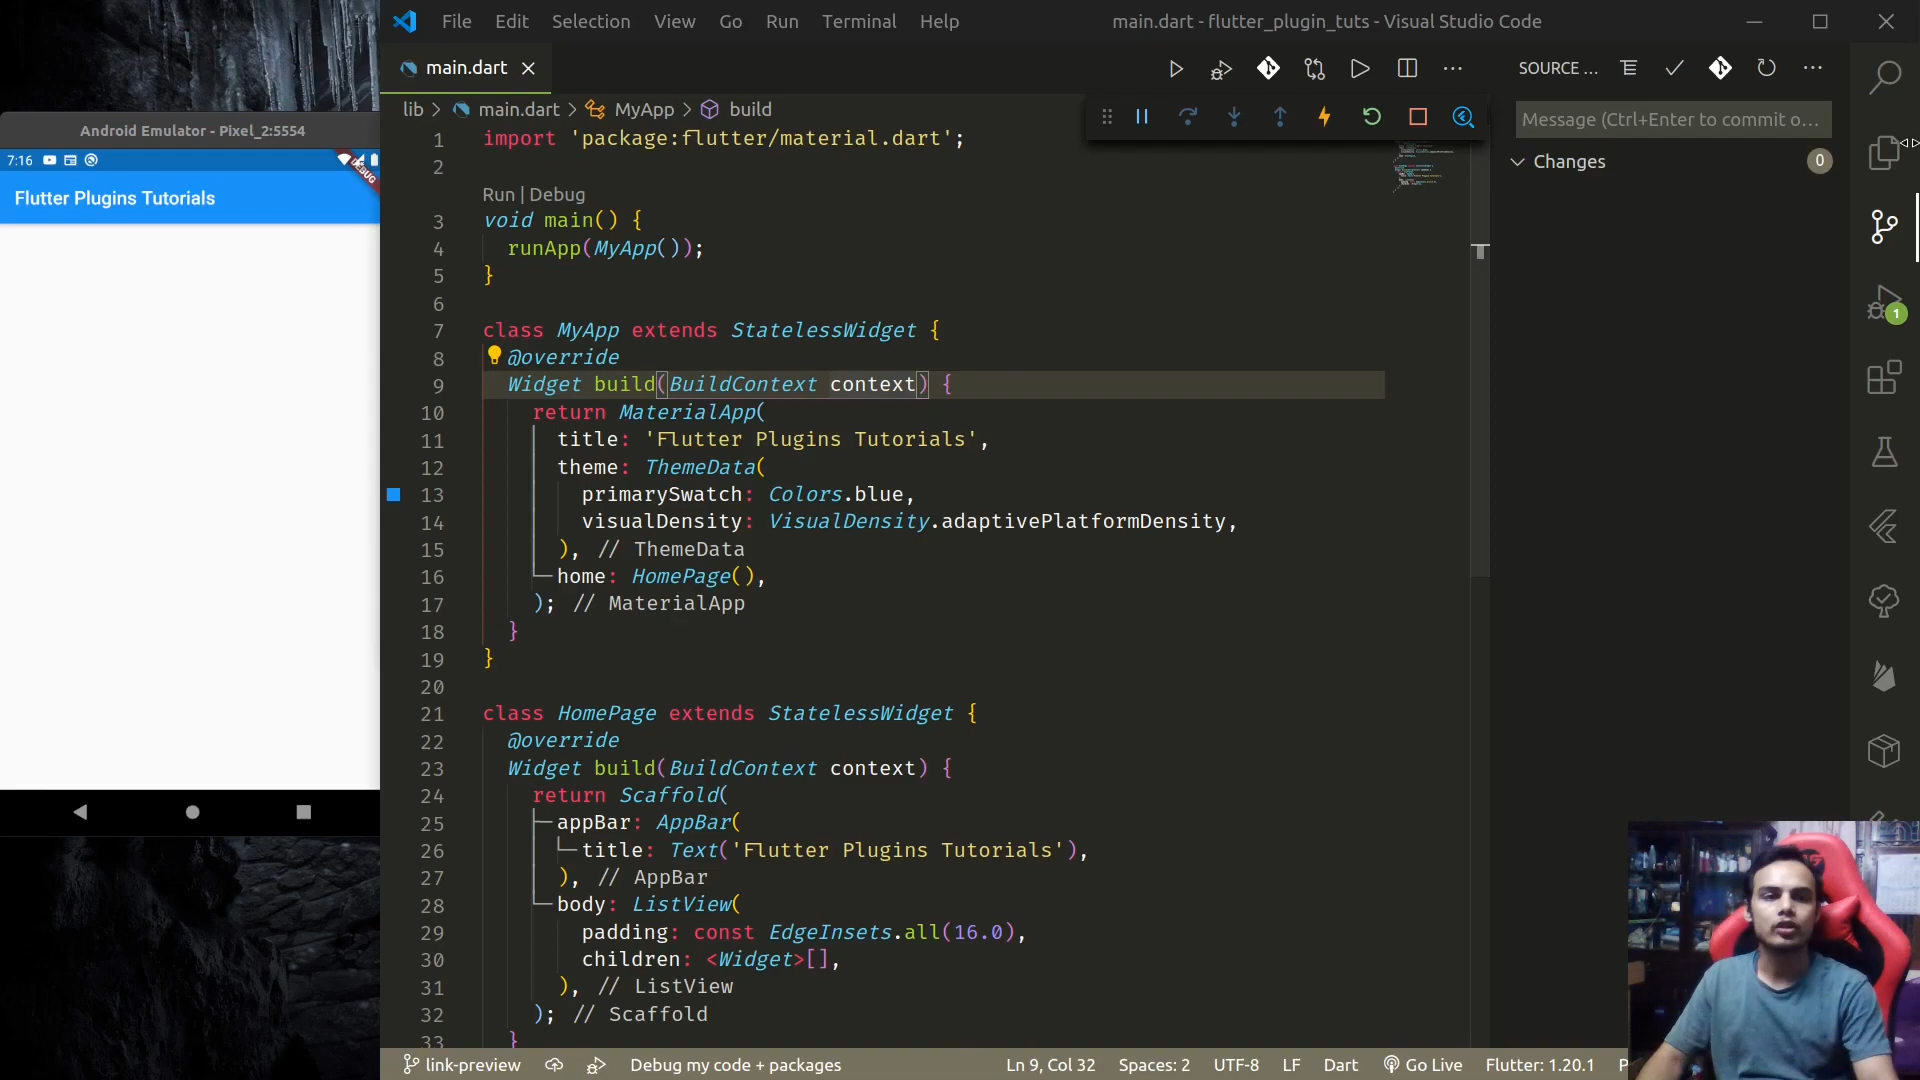 File Edit Selection View Go Run Terminal Help
main.dart - flutter_plugin_tuts - Visual Studio Code
main.dart
SOURCE ...
lib > main.dart > MyApp > build
Message (Ctrl+Enter to commit o...
Changes 0
Android Emulator - Pixel_2:5554
7:16
DEBUG
Flutter Plugins Tutorials
1 import 'package:flutter/material.dart';
2
Run | Debug
3 void main() {
4 runApp(MyApp());
5 }
6
7 class MyApp extends StatelessWidget {
8 @override
9 Widget build(BuildContext context) {
10 return MaterialApp(
11 title: 'Flutter Plugins Tutorials',
12 theme: ThemeData(
13 primarySwatch: Colors.blue,
14 visualDensity: VisualDensity.adaptivePlatformDensity,
15 ), // ThemeData
16 home: HomePage(),
17 ); // MaterialApp
18 }
19 }
20
21 class HomePage extends StatelessWidget {
22 @override
23 Widget build(BuildContext context) {
24 return Scaffold(
25 appBar: AppBar(
26 title: Text('Flutter Plugins Tutorials'),
27 ), // AppBar
28 body: ListView(
29 padding: const EdgeInsets.all(16.0),
30 children: <Widget>[],
31 ), // ListView
32 ); // Scaffold
33 }
1
link-preview
Debug my code + packages
Ln 9, Col 32 Spaces: 2 UTF-8 LF Dart Go Live Flutter: 1.20.1